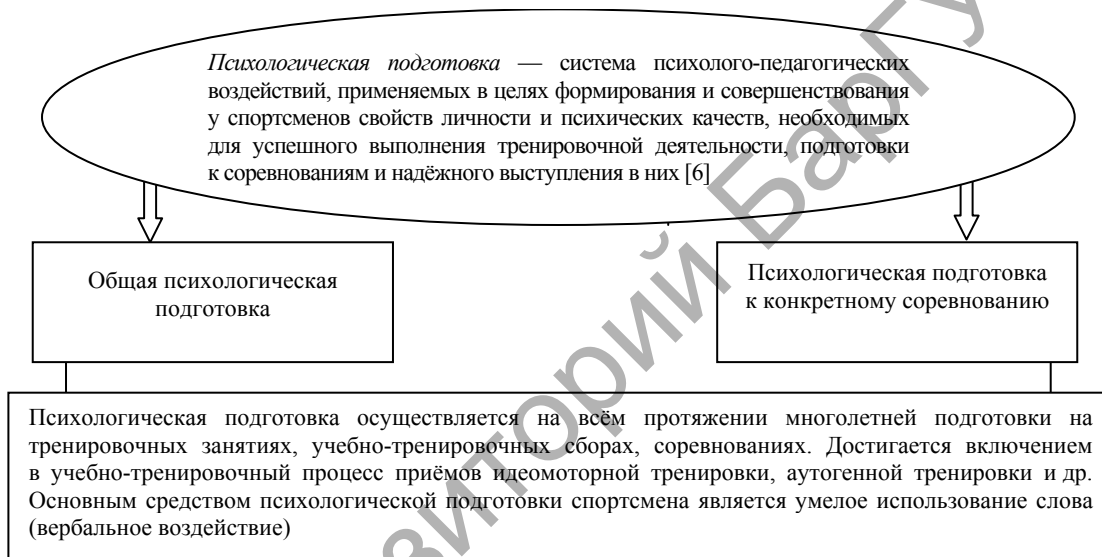 Психологическая подготовка — система психолого-педагогических
воздействий, применяемых в целях формирования и совершенствования
у спортсменов свойств личности и психических качеств, необходимых
для успешного выполнения тренировочной деятельности, подготовки
к соревнованиям и надёжного выступления в них [6]
Общая психологическая
подготовка
Психологическая подготовка
к конкретному соревнованию
Психологическая подготовка осуществляется на всём протяжении многолетней подготовки на
тренировочных занятиях, учебно-тренировочных сборах, соревнованиях. Достигается включением
в учебно-тренировочный процесс приёмов идеомоторной тренировки, аутогенной тренировки и др.
Основным средством психологической подготовки спортсмена является умелое использование слова
(вербальное воздействие)